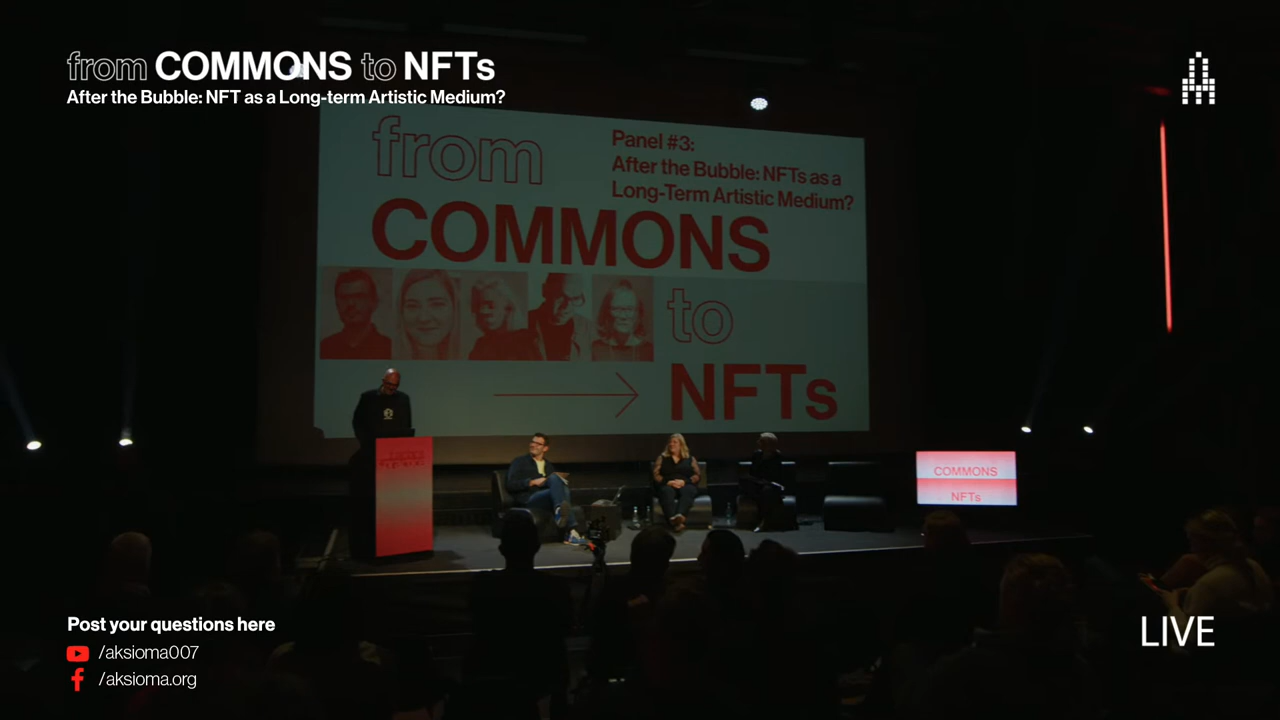 from COMMONS to NFTs
After the Bubble: NFT as a Long-term Artistic Medium?
from
Panel #3:
After the Bubble: NFTs as a
Long-Term Artistic Medium?
COMMONS
to
NFTs
COMMONS
NFTs
Post your questions here
/aksioma007
/aksioma.org
LIVE